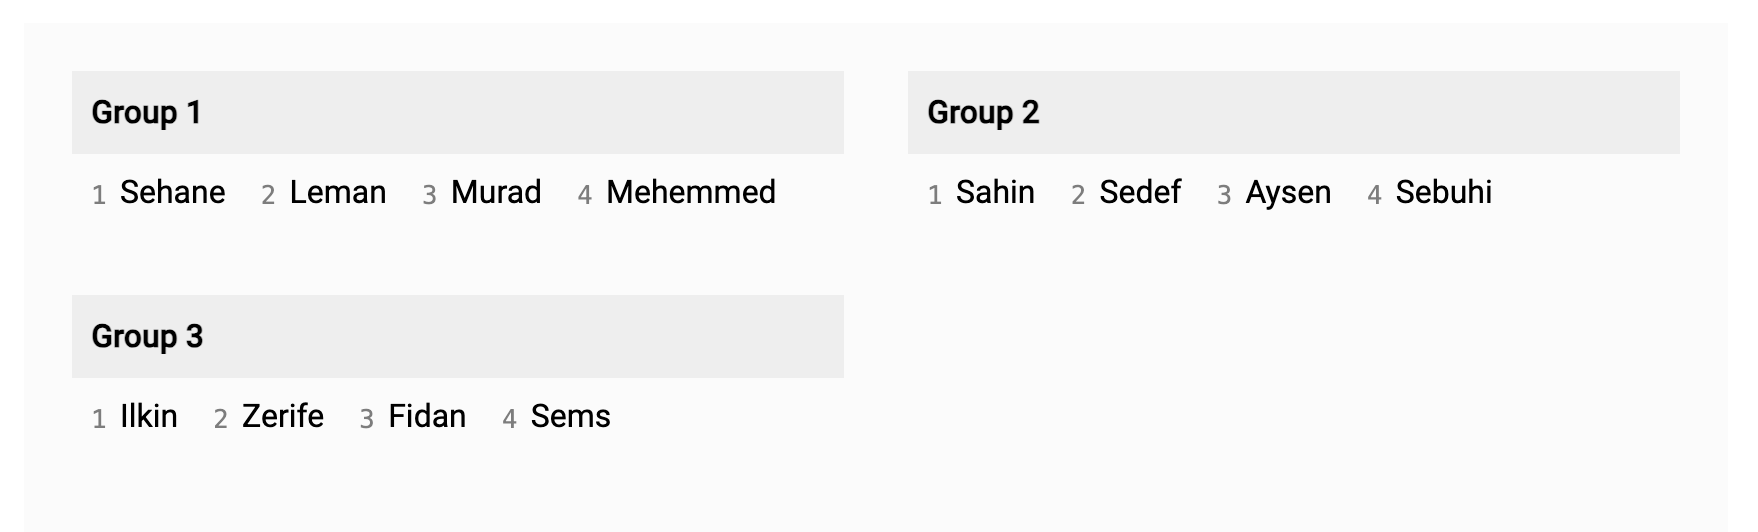 Group 1
1 Sehane 2 Leman 3 Murad 4 Mehemmed
Group 2
1 Sahin 2 Sedef 3 Aysen 4 Sebuhi
Group 3
1 Ilkin 2 Zerife 3 Fidan 4 Sems